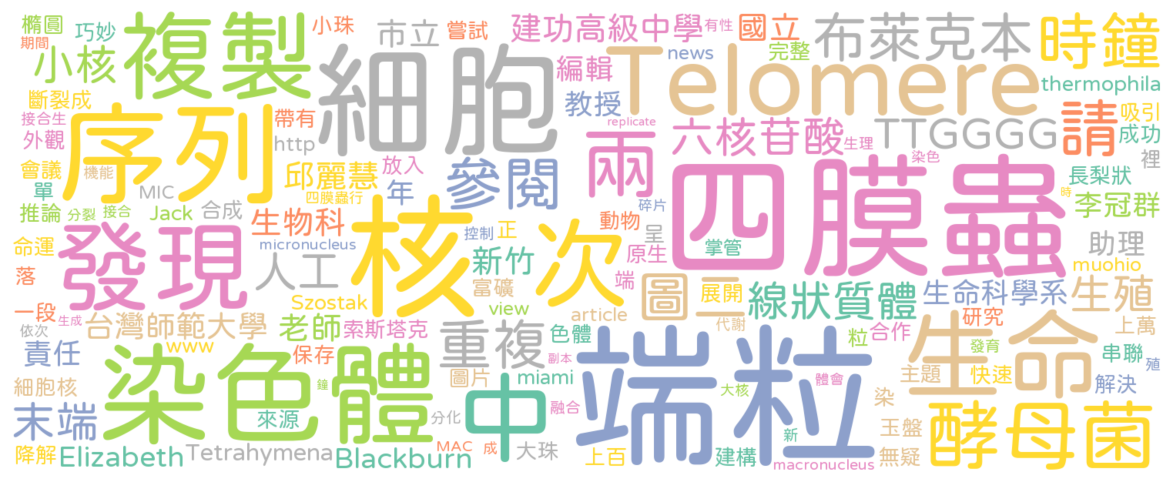 橢圓 巧妙 複製 小珠 市立 嘗試 建功高級中學 有性 國立 布萊克本 時鐘
期間 小核 細胞 編輯 news 完整 thermophila
斷裂成 Telomere 教授
接合生 序列 帶有 replicate 六核苷酸 生理 TTGGGG 請 吸引
外觀 http 兩 染色 成功
會議 機能 邱麗慧 放入 參閱 四膜蟲 裡
單 MIC 四膜蟲行 年 長梨狀 時
推論 分裂 接合 Jack 合成 碎片 李冠群
命運 發現 生物科 核 控制 正 次 動物 呈 掌管 助理
micronucleus 新竹 原生
落 人工 富礦 端 圖二 展開 線狀質體 生命科學系 muohio 生殖
一段 Szostak view article
依次 生成 台灣師範大學 老師 索斯塔克 色體 代謝 粒 合作 研究 上萬
責任 www 保存 重複 副本 端粒 生命 發育 串聯 殖
細胞核 染色體 圖片 中 miami 體會 主題 快速 解決
鐘 來源 分化 融合 大核 染 酵母菌
末端 MAC 成 大珠 新 玉盤
降解 Elizabeth Tetrahymena Blackburn 上百 建構 macronucleus 無疑